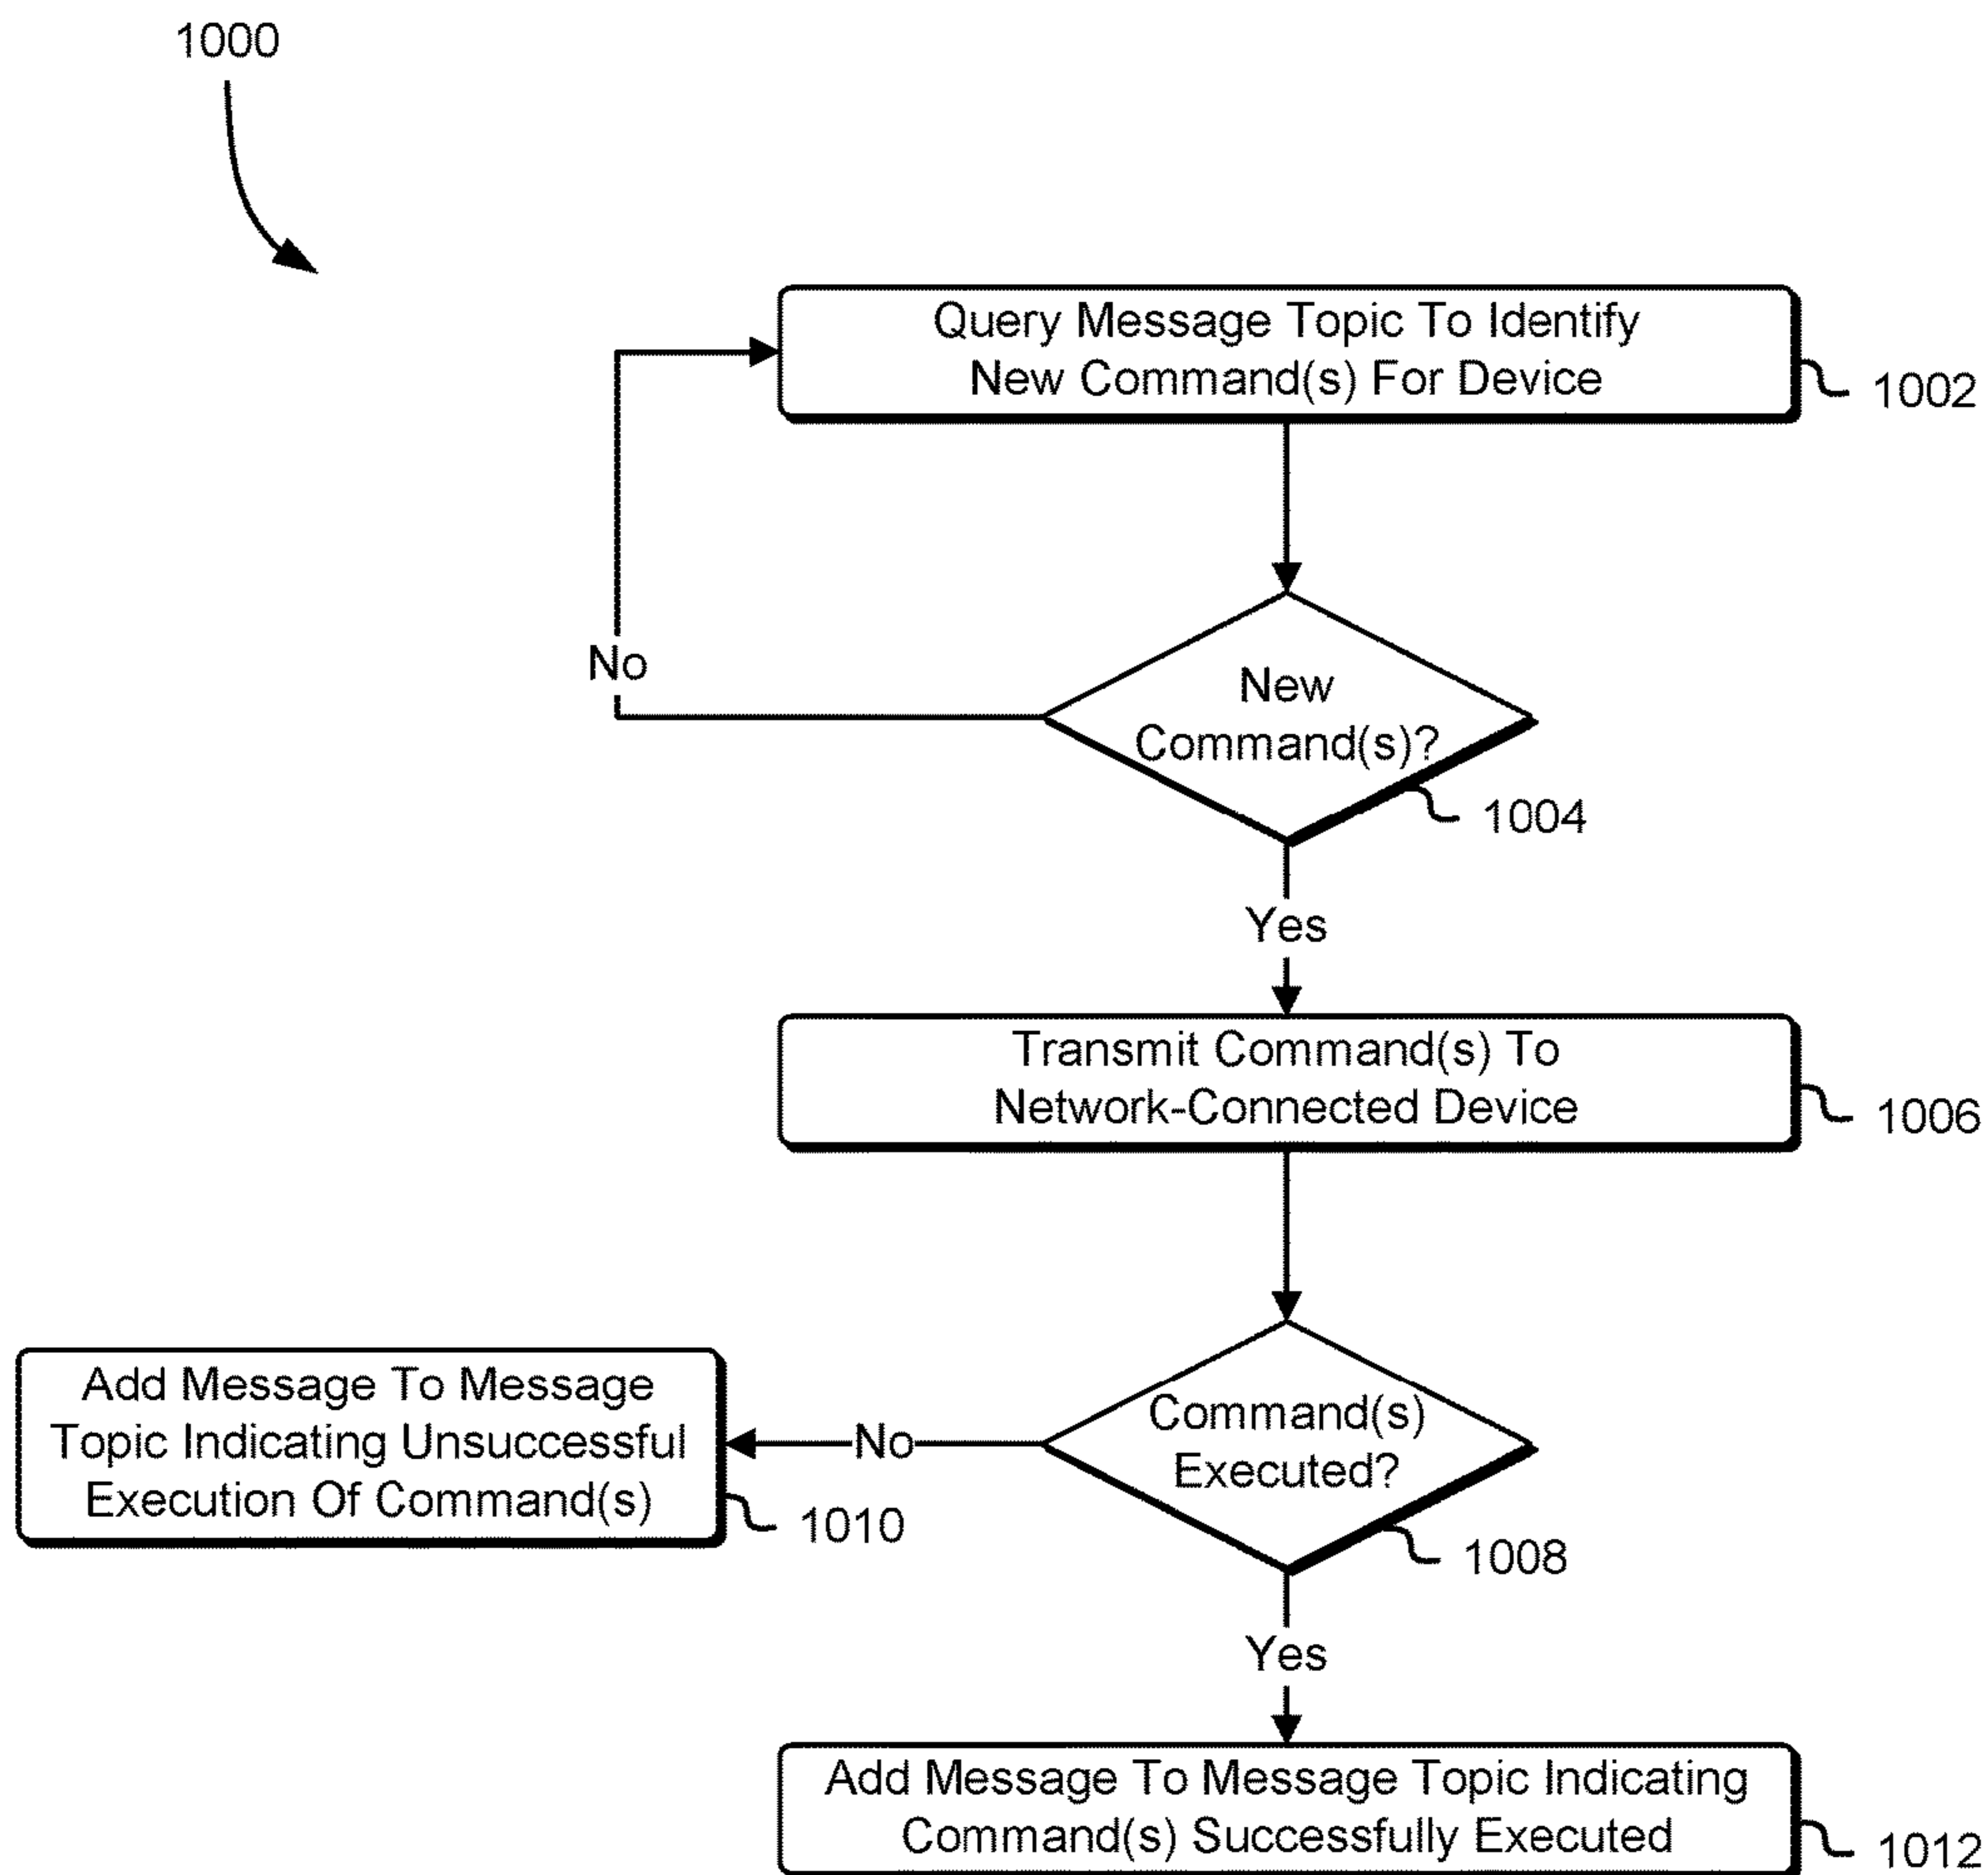 1000
Query Message Topic To Identify
New Command(s) For Device
1002
No
New
Command(s)?
1004
Yes
Transmit Command(s) To
Network-Connected Device
1006
Add Message To Message
Topic Indicating Unsuccessful
Execution Of Command(s)
1010
No
Command(s)
Executed?
1008
Yes
Add Message To Message Topic Indicating
Command(s) Successfully Executed
1012